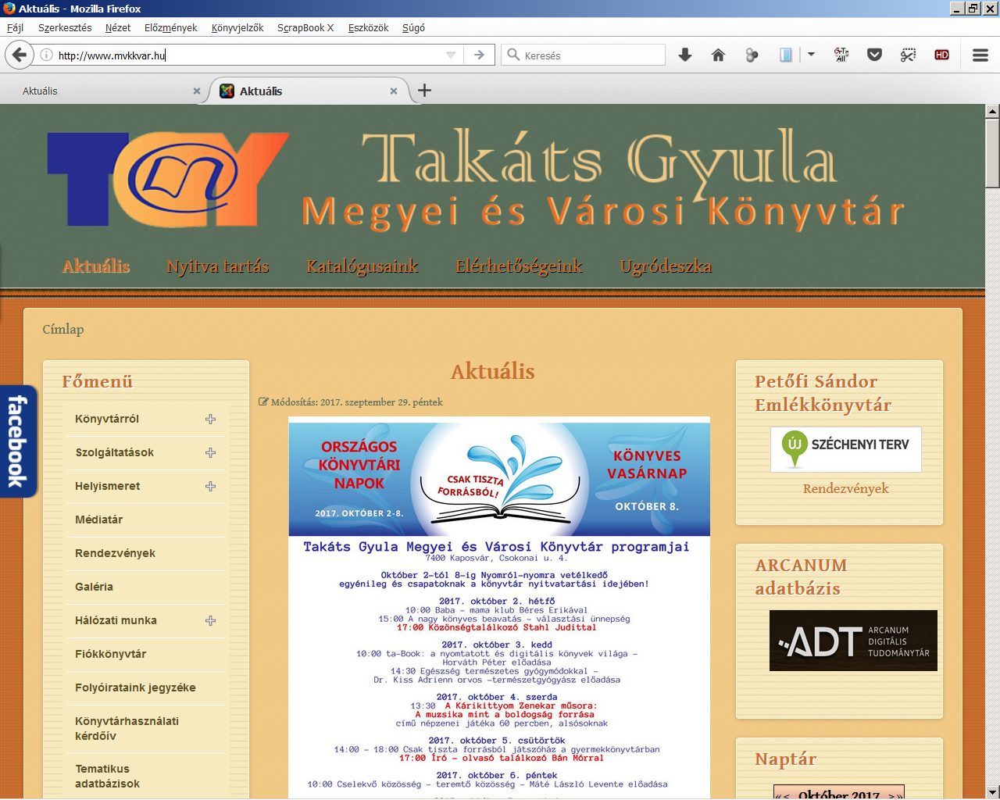 Aktuális - Mozilla Firefox
Fájl Szerkesztés Nézet Előzmények Könyvjelzők ScrapBook X Eszközök Súgó
http://www.mvkkvar.hu
Keresés
HD
Aktuális
Aktuális
TGY
Takáts Gyula
Megyei és Városi Könyvtár
Aktuális Nyitva tartás Katalógusaink Elérhetőségeink Ugródeszka
Címlap
facebook
Főmenü
Könyvtárról
Szolgáltatások
Helyismeret
Médiatár
Rendezvények
Galéria
Hálózati munka
Fiókkönyvtár
Folyóirataink jegyzéke
Könyvtárhasználati
kérdőív
Tematikus
adatbázisok
Aktuális
Módosítás: 2017. szeptember 29. péntek
ORSZÁGOS
KÖNYVTÁRI
NAPOK
2017. OKTÓBER 2-8.
CSAK TISZTA
FORRÁSBÓL!
KÖNYVES
VASÁRNAP
OKTÓBER 8.
Takáts Gyula Megyei és Városi Könyvtár programjai
7400 Kaposvár, Csokonai u. 4.
Október 2-tól 8-ig Nyomról-nyomra vetélkedő
egyénileg és csapatoknak a könyvtár nyitvatartási idejében!
2017. október 2. hétfő
10:00 Baba - mama klub Béres Erikával
15:00 A nagy könyves beavatás - választási ünnepség
17:00 Közönségtalálkozó Stahl Judittal
2017. október 3. kedd
10:00 ta-Book: a nyomtatott és digitális könyvek világa -
Horváth Péter előadása
14:30 Egészség természetes gyógymódokkal -
Dr. Kiss Adrienn orvos -természetgyógyász előadása
2017. október 4. szerda
13:30 A Kárikittyom Zenekar műsora:
A muzsika mint a boldogság forrása
című népzenei játéka 60 percben, alsósoknak
2017. október 5. csütörtök
14:00 - 18:00 Csak tiszta forrásból játszóház a gyermekkönyvtárban
17:00 Író - olvasó találkozó Bán Mórral
2017. október 6. péntek
10:00 Cselekvő közösség - teremtő közösség - Máté László Levente előadása
Petőfi Sándor
Emlékkönyvtár
ÚJ SZÉCHENYI TERV
Rendezvények
ARCANUM
adatbázis
ADT ARCANUM
DIGITÁLIS
TUDOMÁNYTÁR
Naptár
«< Október 2017 >»